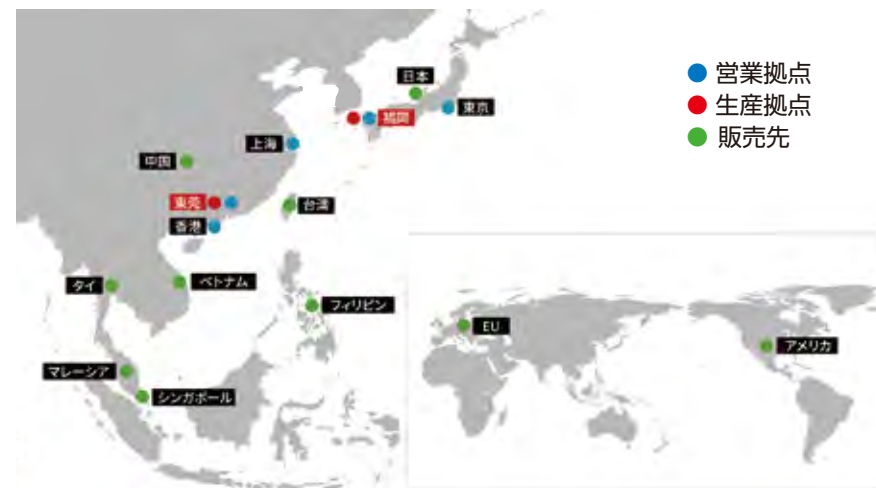 営業拠点
生産拠点
販売先
日本
東京
福岡
上海
中国
東莞
香港
台湾
タイ
ベトナム
フィリピン
マレーシア
シンガポール
EU
アメリカ